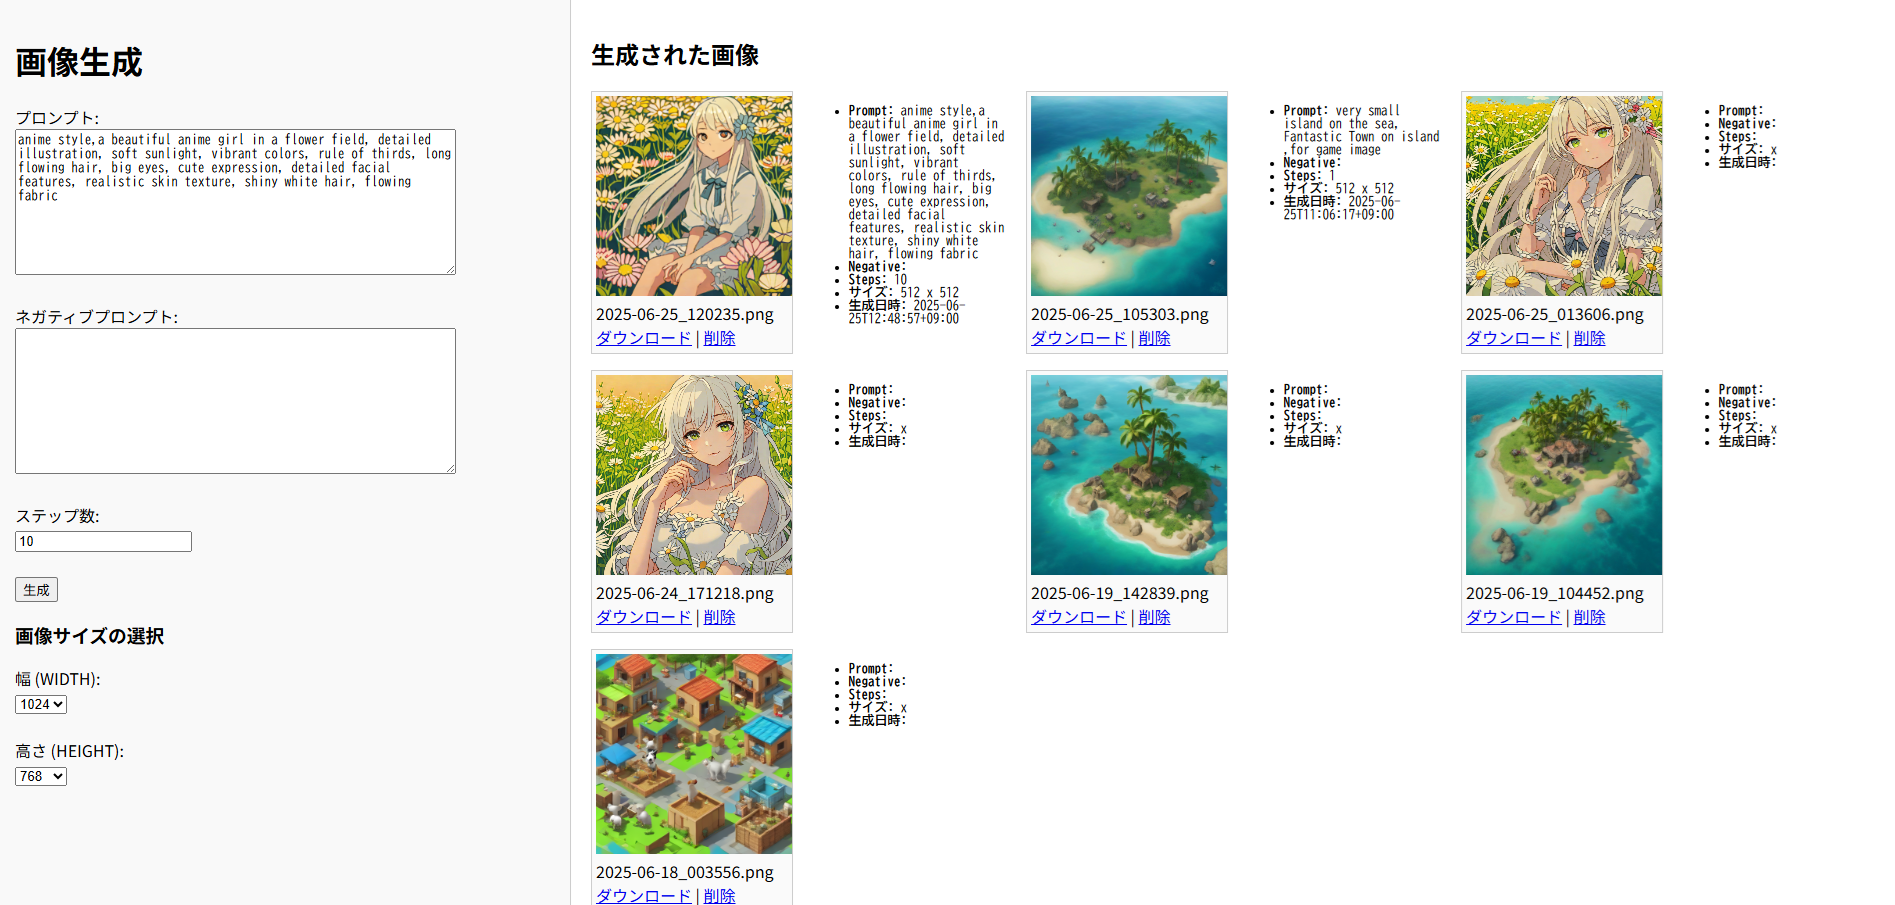 画像生成
プロンプト:
anime style,a beautiful anime girl in a flower field, detailed
illustration, soft sunlight, vibrant colors, rule of thirds, long
flowing hair, big eyes, cute expression, detailed facial
features, realistic skin texture, shiny white hair, flowing
fabric
ネガティブプロンプト:
ステップ数:
10
生成
画像サイズの選択
幅 (WIDTH):
1024
高さ (HEIGHT):
768
生成された画像
2025-06-25_120235.png
ダウンロード | 削除
Prompt: anime style,a
beautiful anime girl in
a flower field, detailed
illustration, soft
sunlight, vibrant
colors, rule of thirds,
long flowing hair, big
eyes, cute expression,
detailed facial
features, realistic skin
texture, shiny white
hair, flowing fabric
Negative:
Steps: 10
サイズ: 512 x 512
生成日時: 2025-06-
25T12:48:57+09:00
2025-06-25_105303.png
ダウンロード | 削除
Prompt: very small
island on the sea,
Fantastic Town on island
,for game image
Negative:
Steps: 1
サイズ: 512 x 512
生成日時: 2025-06-
25T11:06:17+09:00
2025-06-25_013606.png
ダウンロード | 削除
Prompt:
Negative:
Steps:
サイズ: x
生成日時:
2025-06-24_171218.png
ダウンロード | 削除
Prompt:
Negative:
Steps:
サイズ: x
生成日時:
2025-06-19_142839.png
ダウンロード | 削除
Prompt:
Negative:
Steps:
サイズ: x
生成日時:
2025-06-19_104452.png
ダウンロード | 削除
Prompt:
Negative:
Steps:
サイズ: x
生成日時:
2025-06-18_003556.png
ダウンロード | 削除
Prompt:
Negative:
Steps:
サイズ: x
生成日時: